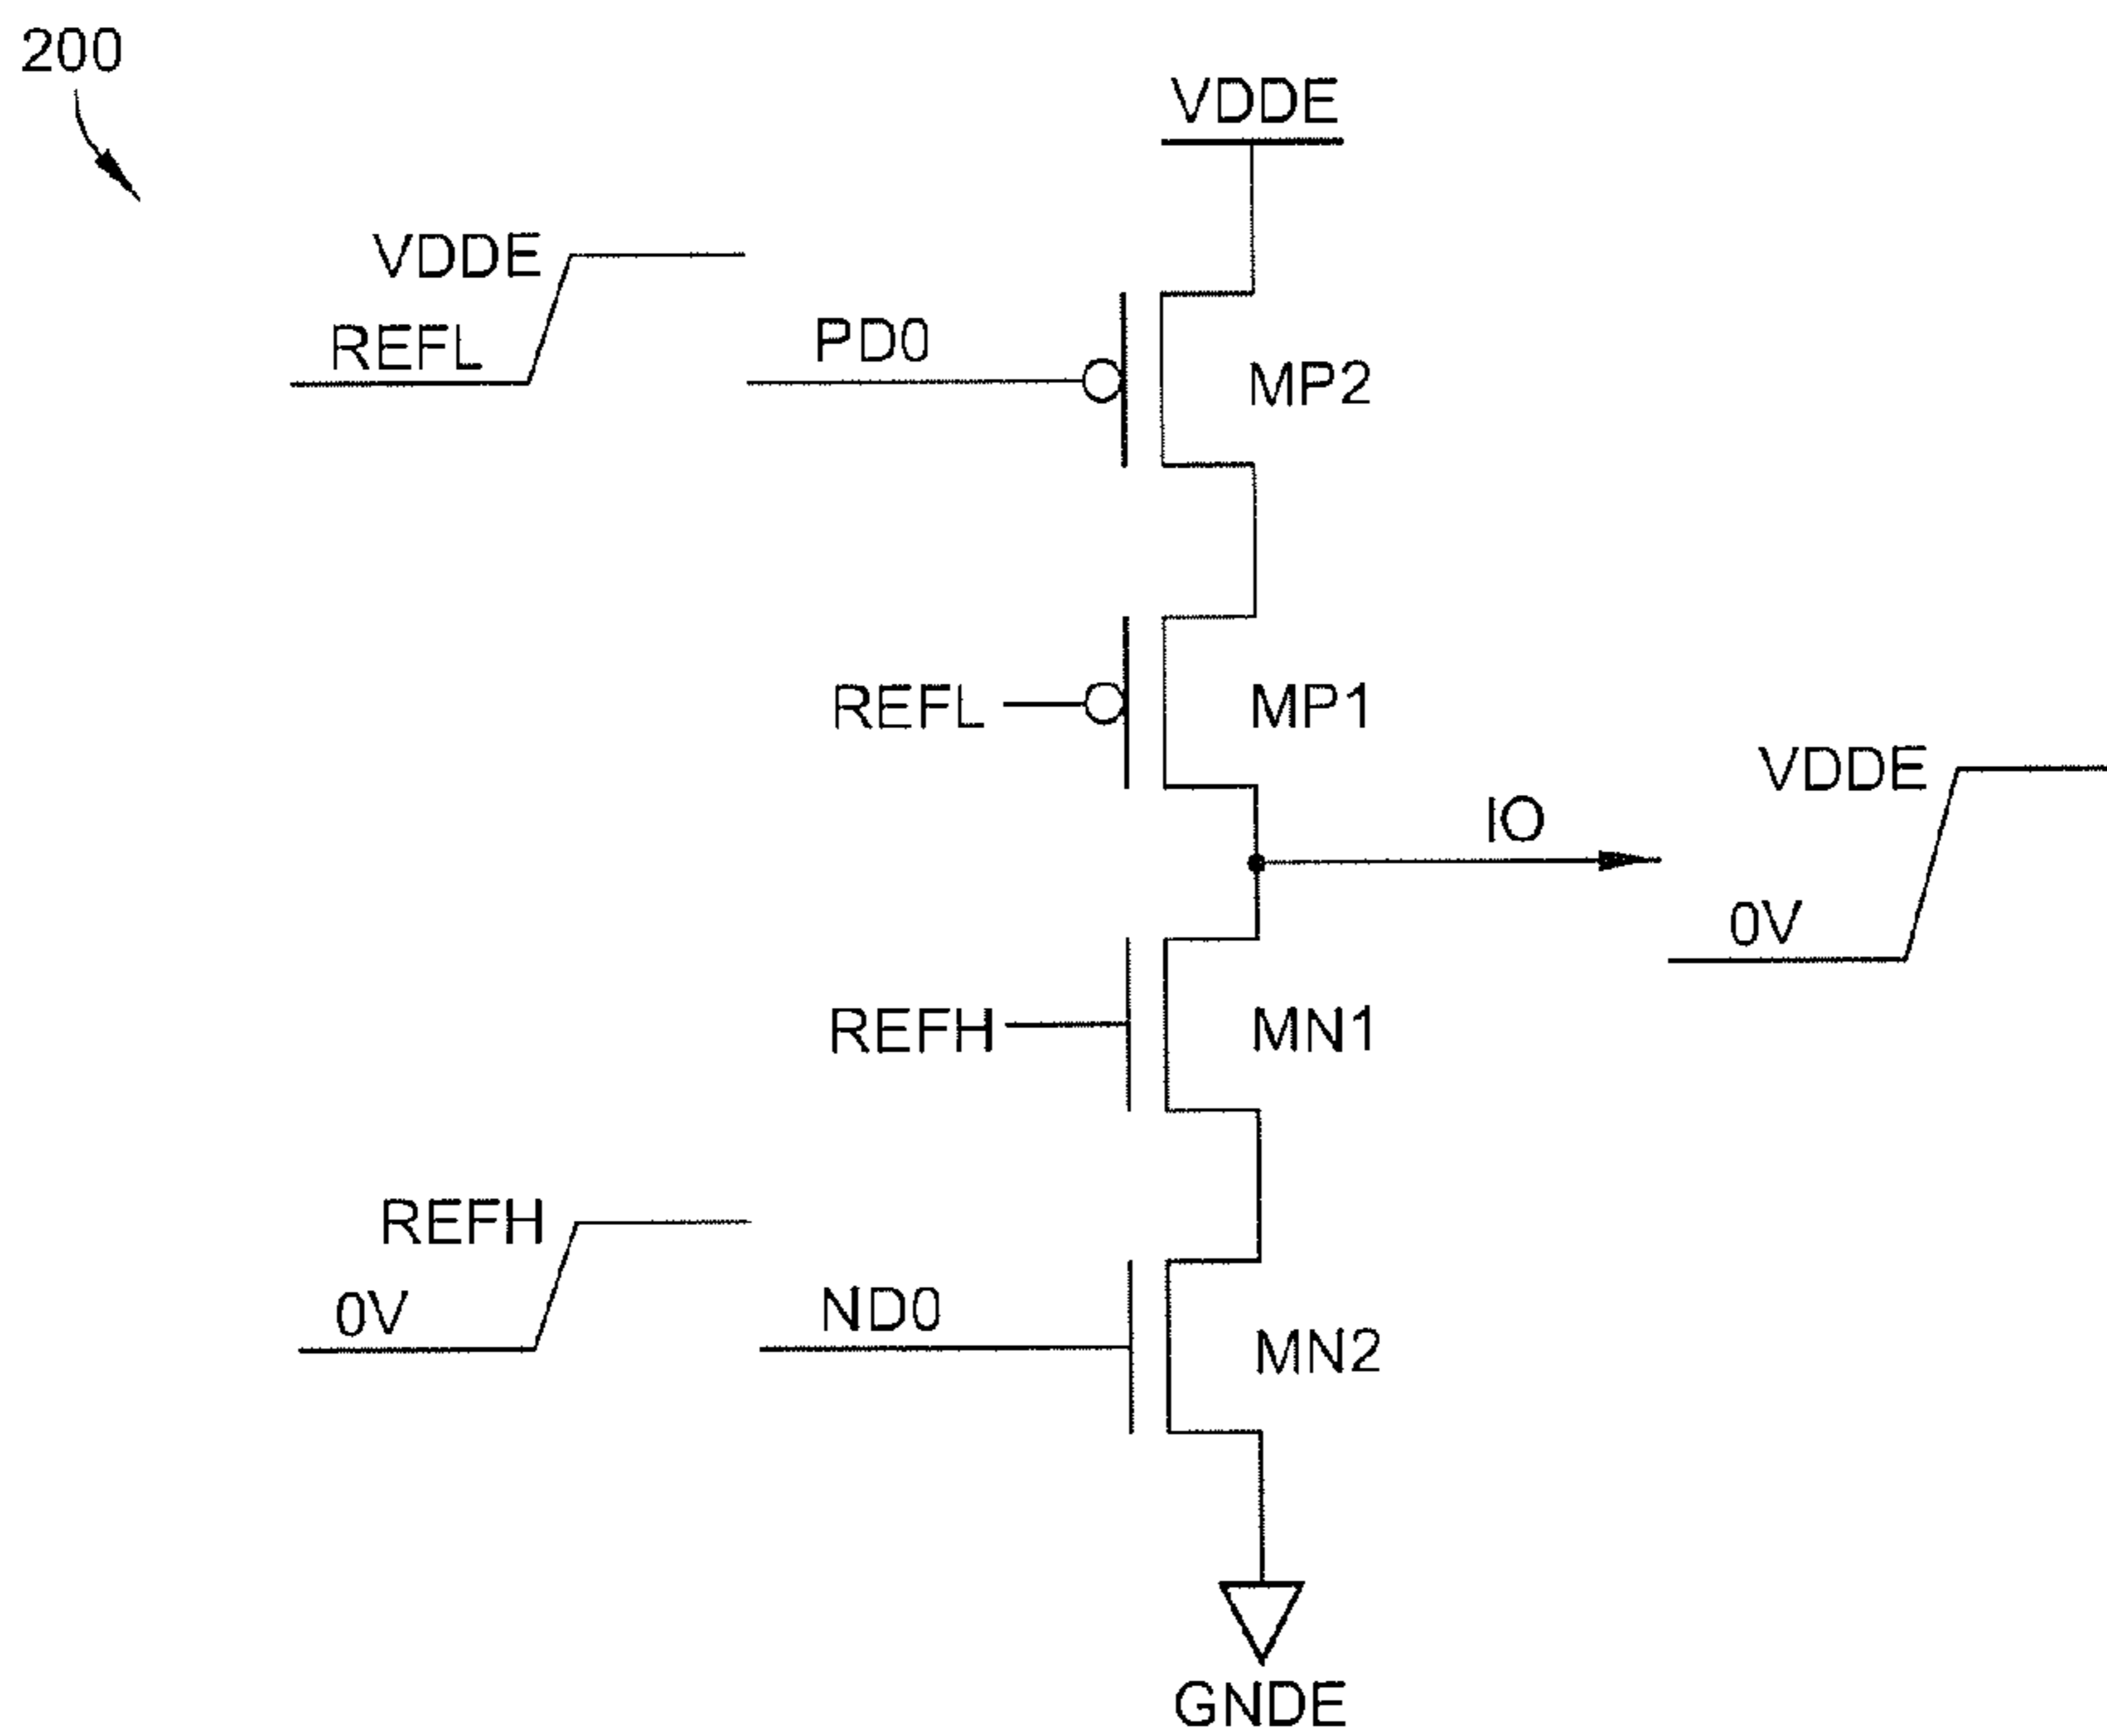 200
VDDE
VDDE
REFL
PD0
MP2
REFL
MP1
VDDE
IO
0V
REFH
MN1
REFH
0V
ND0
MN2
GNDE